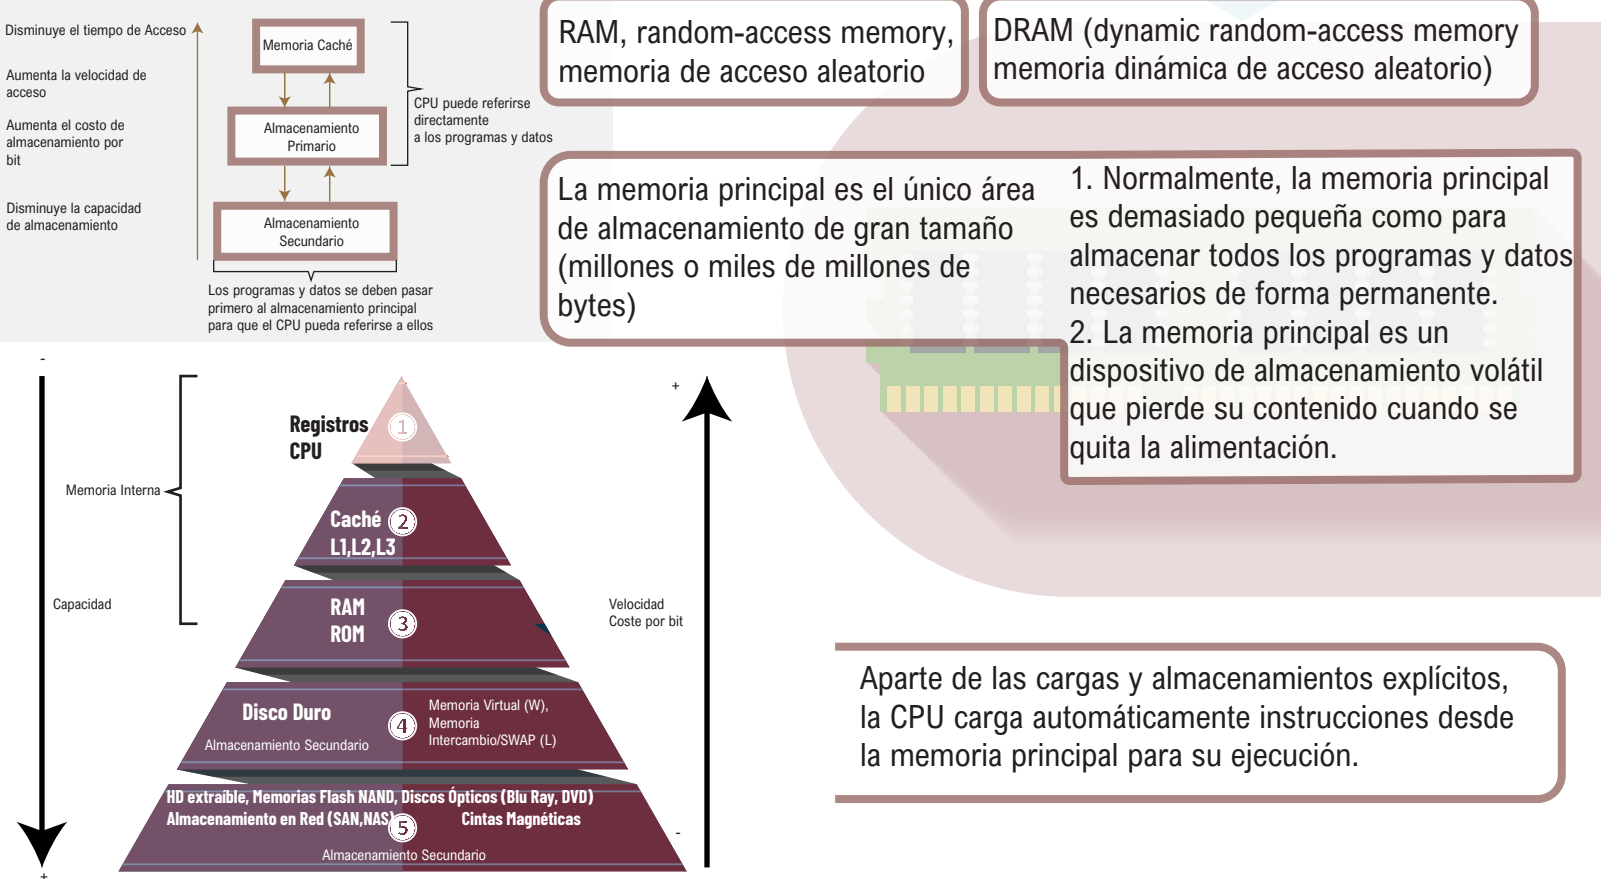 Disminuye el tiempo de Acceso
Aumenta la velocidad de
acceso
Aumenta el costo de
almacenamiento por
bit
Disminuye la capacidad
de almacenamiento
Memoria Caché
Almacenamiento
Primario
Almacenamiento
Secundario
CPU puede referirse
directamente
a los programas y datos
Los programas y datos se deben pasar
primero al almacenamiento principal
para que el CPU pueda referirse a ellos
RAM, random-access memory,
memoria de acceso aleatorio
DRAM (dynamic random-access memory
memoria dinámica de acceso aleatorio)
La memoria principal es el único área
de almacenamiento de gran tamaño
(millones o miles de millones de
bytes)
1. Normalmente, la memoria principal
es demasiado pequeña como para
almacenar todos los programas y datos
necesarios de forma permanente.
2. La memoria principal es un
dispositivo de almacenamiento volátil
que pierde su contenido cuando se
quita la alimentación.
-
Capacidad
+
Memoria Interna
Registros
CPU
1
Caché
L1,L2,L3
2
RAM
ROM
3
Disco Duro
Almacenamiento Secundario
4
Memoria Virtual (W),
Memoria
Intercambio/SWAP (L)
HD extraíble, Memorias Flash NAND, Discos Ópticos (Blu Ray, DVD)
Almacenamiento en Red (SAN,NAS)
5
Cintas Magnéticas
Almacenamiento Secundario
+
Velocidad
Coste por bit
-
Aparte de las cargas y almacenamientos explícitos,
la CPU carga automáticamente instrucciones desde
la memoria principal para su ejecución.